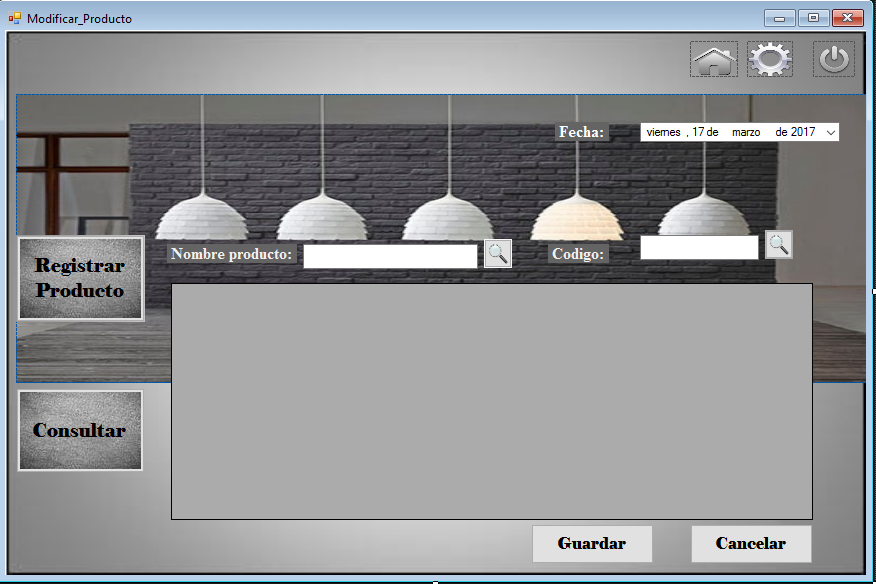 Modificar_Producto
Fecha:
viernes , 17 de marzo de 2017
Nombre producto:
Codigo:
Registrar
Producto
Consultar
Guardar
Cancelar